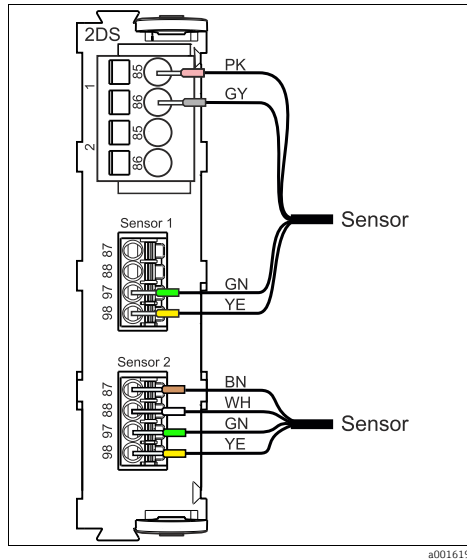 2DS
1
85
86
2
85
86
PK
GY
Sensor
Sensor 1
87
88
97
98
GN
YE
Sensor 2
87
88
97
98
BN
WH
GN
YE
Sensor
a001619